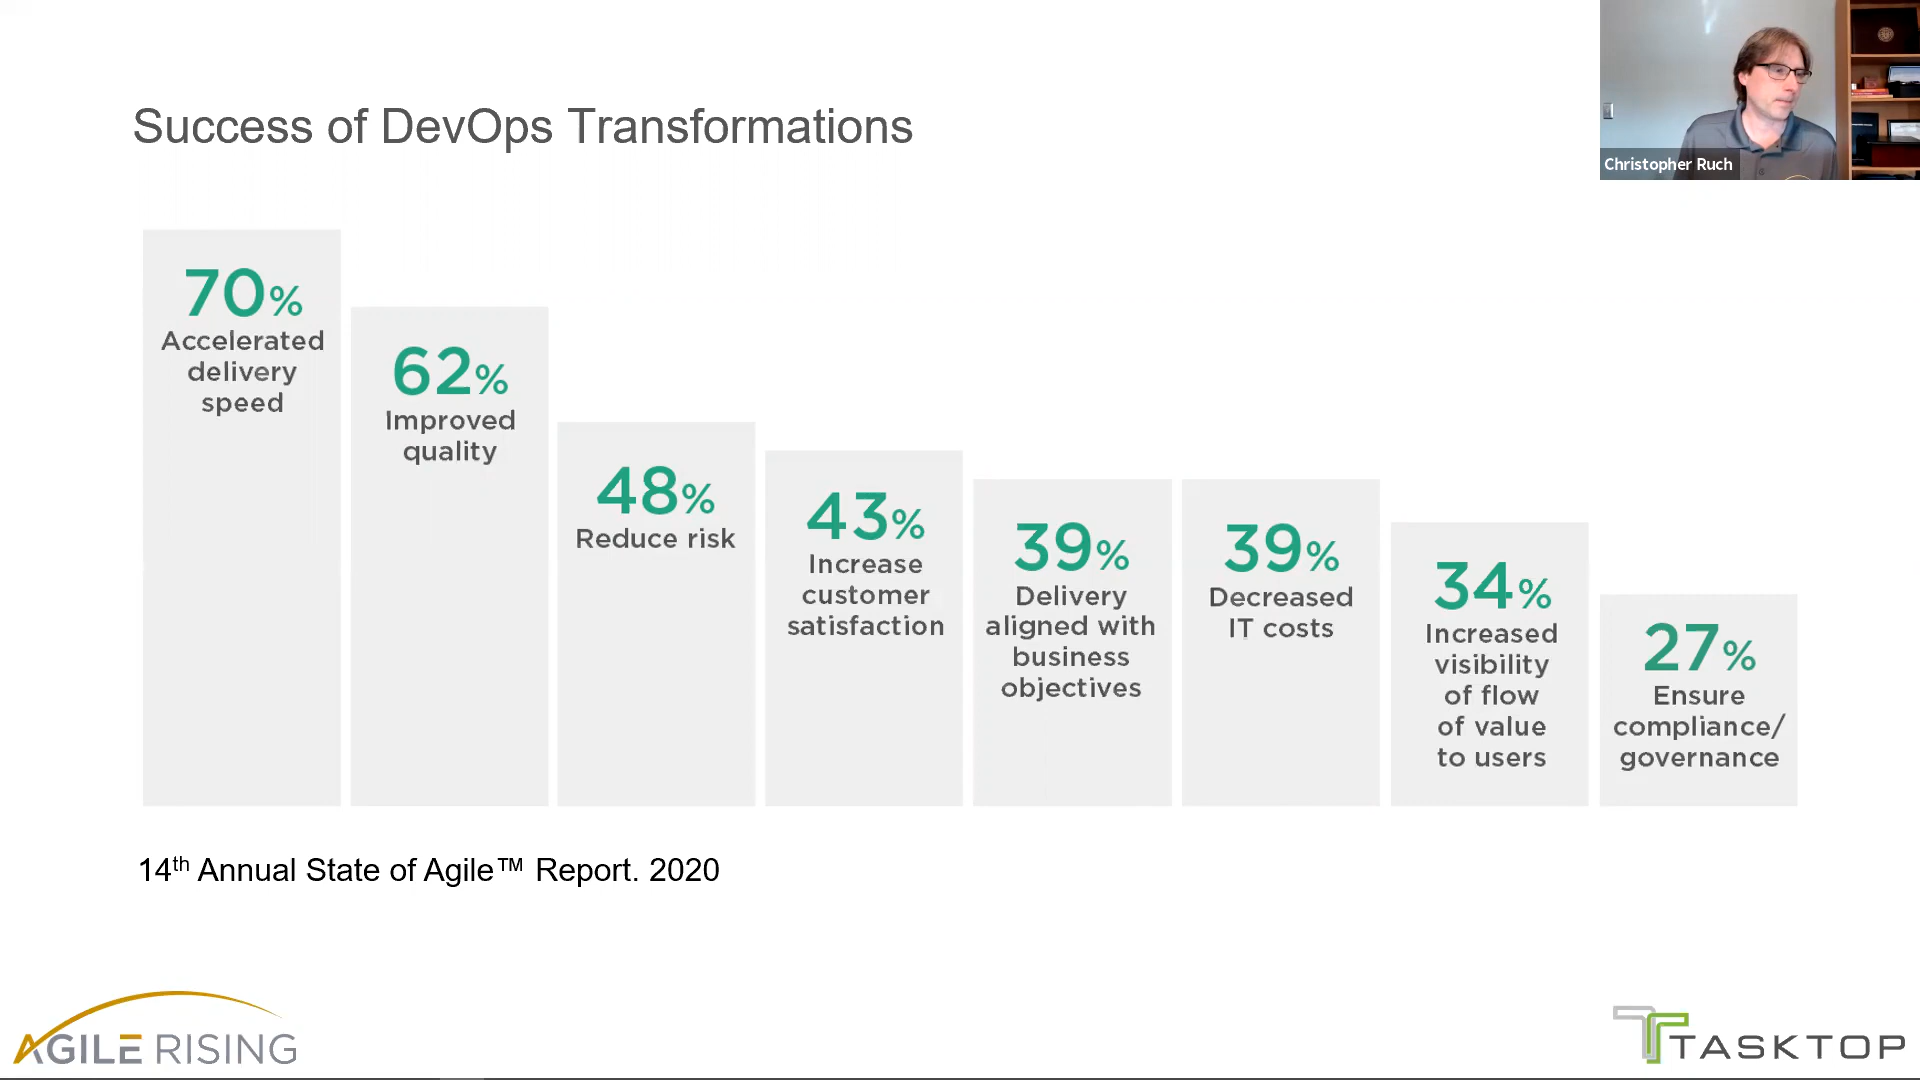 Christopher Ruch
Success of DevOps Transformations
70%
Accelerated
delivery
speed
62%
Improved
quality
48%
Reduce risk
43%
Increase
customer
satisfaction
39%
Delivery
aligned with
business
objectives
39%
Decreased
IT costs
34%
Increased
visibility
of flow
of value
to users
27%
Ensure
compliance/
governance
14th Annual State of Agile™ Report. 2020
AGILE RISING
TASKTOP